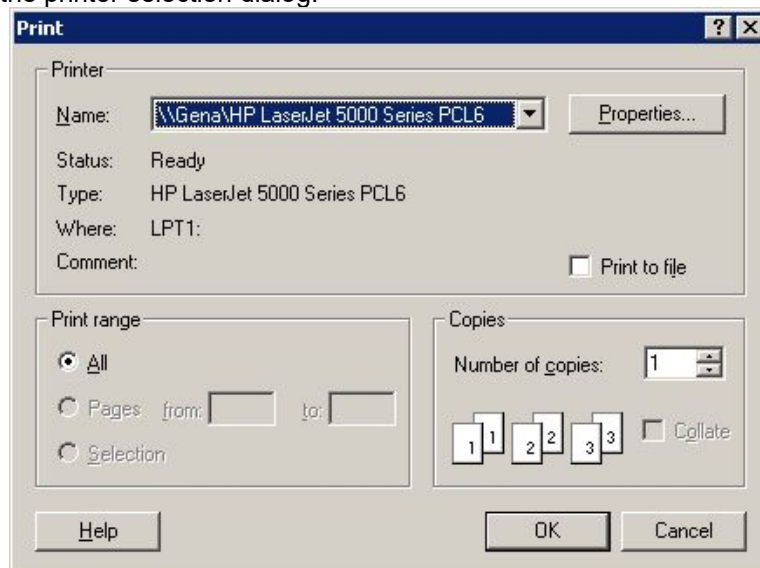 the printer selection dialog.
Print
Printer
Name: \\Gena\HP LaserJet 5000 Series PCL6 Properties...
Status: Ready
Type: HP LaserJet 5000 Series PCL6
Where: LPT1:
Comment: Print to file
Print range
All
Pages from: to:
Selection
Copies
Number of copies: 1
1 1 2 2 3 3 Collate
Help OK Cancel